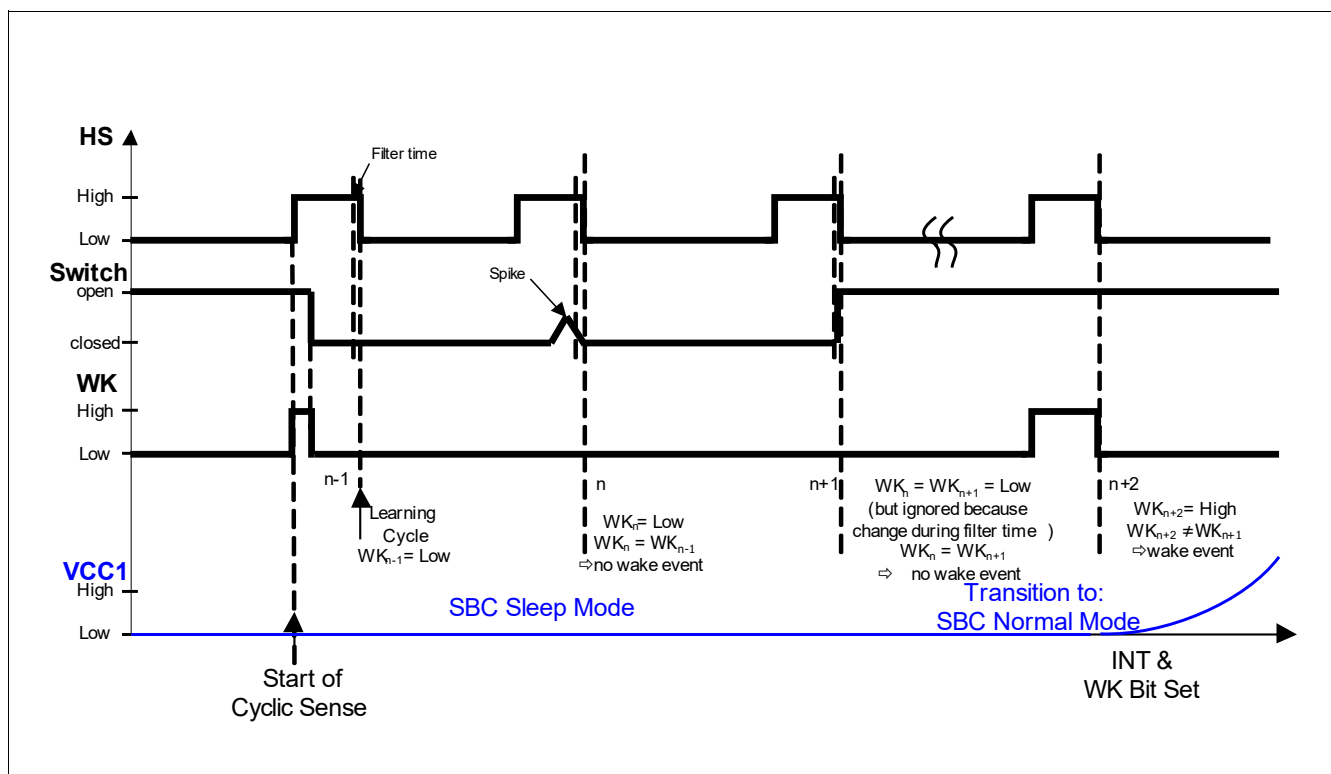 HS
Filter time
High
Low
Switch
open
Spike
closed
WK
High
Low
n-1
n
n+1
n+2
Learning
Cycle
WKn-1= Low
WKn= Low
WKn = WKn-1
⇨no wake event
WKn = WKn+1 = Low
(but ignored because
change during filter time )
WKn = WKn+1
⇨ no wake event
WKn+2= High
WKn+2 ≠WKn+1
⇨wake event
VCC1
High
Low
SBC Sleep Mode
Transition to:
SBC Normal Mode
Start of
Cyclic Sense
INT &
WK Bit Set